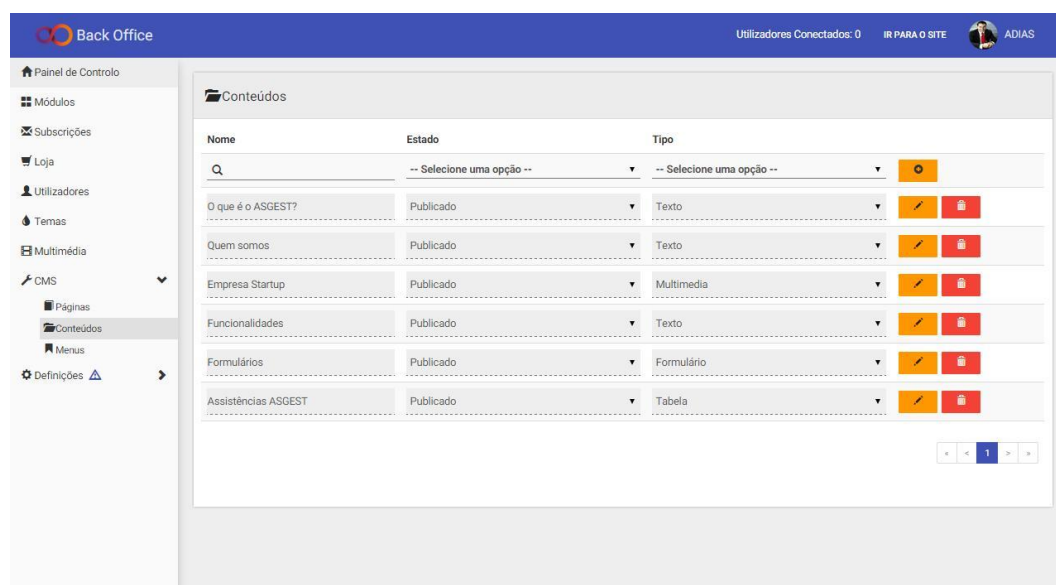 Back Office
Utilizadores Conectados: 0 IR PARA O SITE ADIAS
Painel de Controlo
Módulos
Subscrições
Loja
Utilizadores
Temas
Multimédia
CMS
Páginas
Conteúdos
Menus
Definições
Conteúdos
Nome Estado Tipo
-- Selecione uma opção -- -- Selecione uma opção --
O que é o ASGEST? Publicado Texto
Quem somos Publicado Texto
Empresa Startup Publicado Multimedia
Funcionalidades Publicado Texto
Formulários Publicado Formulário
Assistências ASGEST Publicado Tabela
« < 1 > »